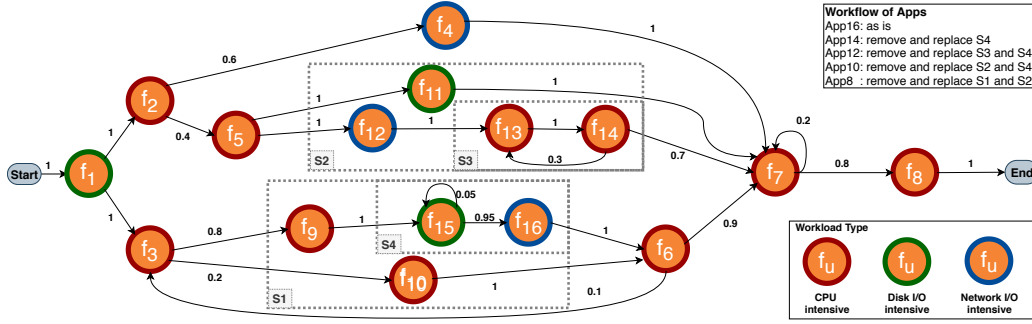 f4
Workflow of Apps
App16: as is
App14: remove and replace S4
App12: remove and replace S3 and S4
App10: remove and replace S2 and S4
App8 : remove and replace S1 and S2
1
0.6
f2
f11
1
1
0.2
1
0.4
f5
1
f12
1
f13
1
f14
S2
S3
0.3
0.7
Start
1
f1
f7
0.8
f8
1
End
1
0.05
0.8
f9
1
f15
0.95
f16
1
0.9
f3
S4
f6
0.2
f10
1
S1
0.1
Workload Type
fu
fu
fu
CPU
intensive
Disk I/O
intensive
Network I/O
intensive